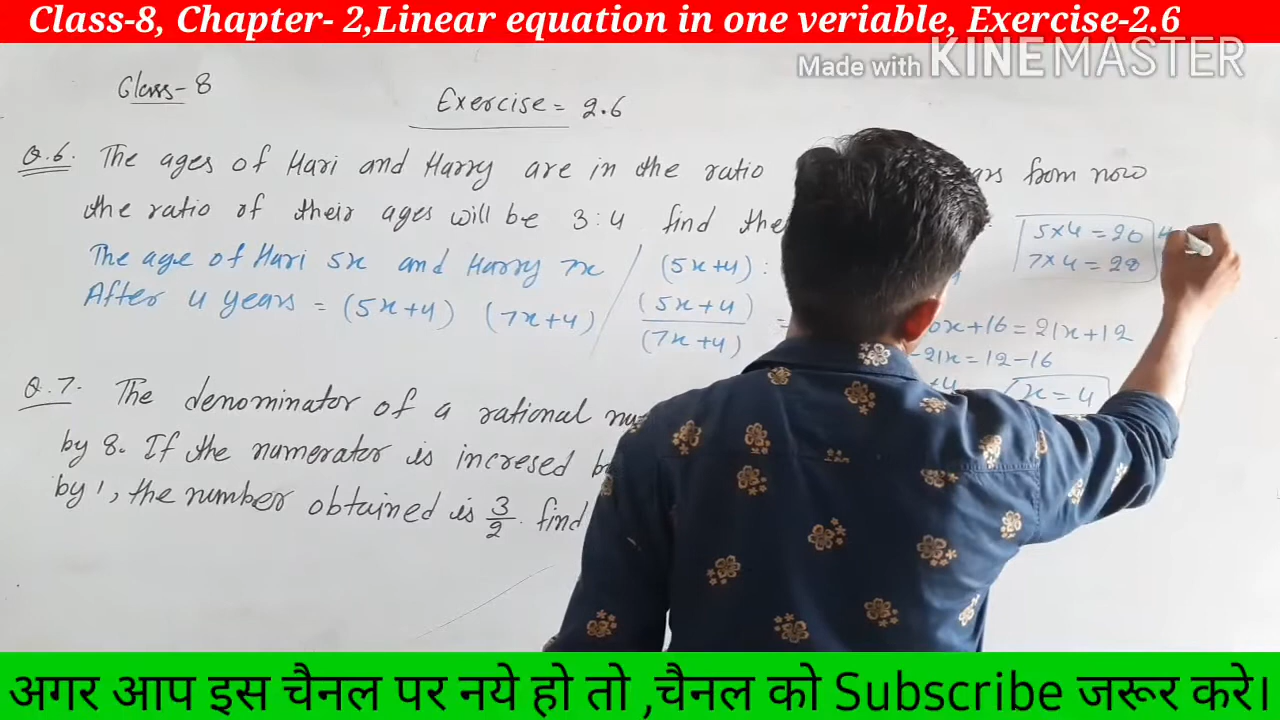 Class-8, Chapter- 2,Linear equation in one veriable, Exercise-2.6
Made with KINEMASTER
Class-8
Exercise = 2.6
Q.6. The ages of Hari and Harry are in the ratio from now
the ratio of their ages will be 3:4 find the
The age of Hari 5x and Harry 7x
After 4 years = (5x+4) (7x+4)
(5x+4) :
(5x+4)
(7x+4)
=
5x4 = 20
7x4 = 28
x+16 = 21x+12
-21x = 12-16
+4
x = 4
Q.7. The denominator of a rational
by 8. If the numerator is incresed
by 1, the number obtained is 3/2. find
अगर आप इस चैनल पर नये हो तो ,चैनल को Subscribe जरूर करे।